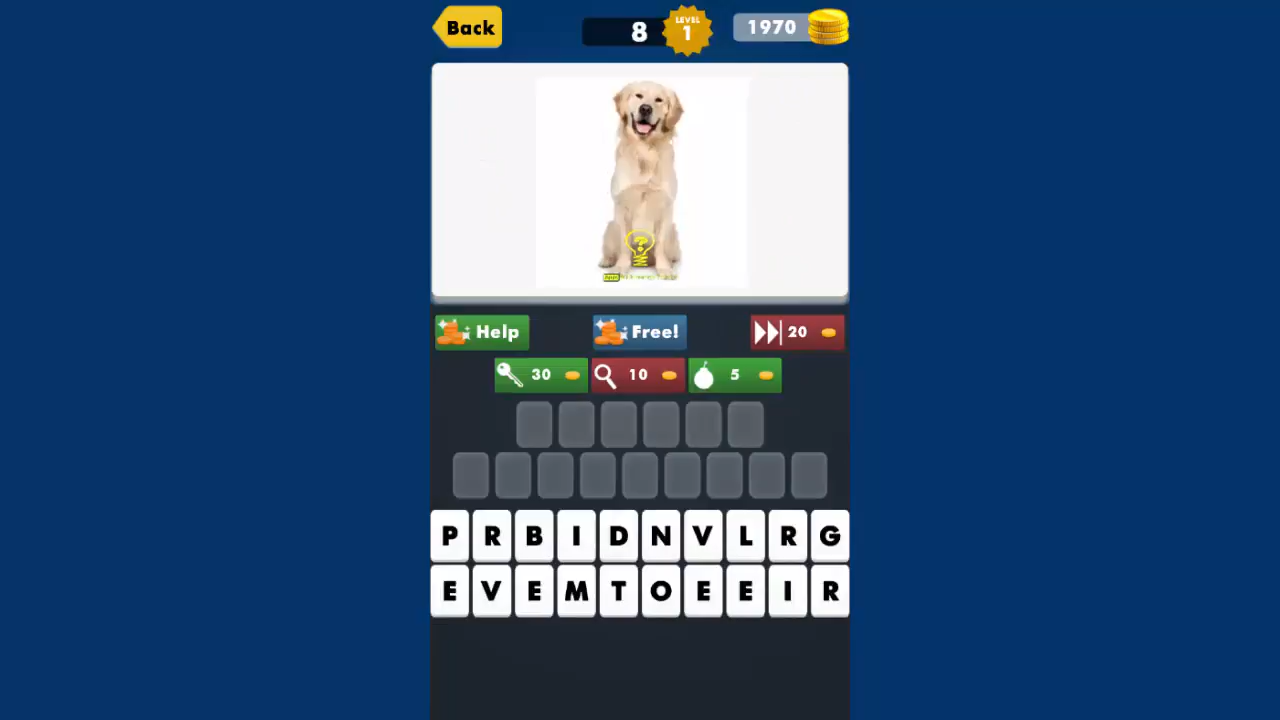 Back
8
LEVEL
1
1970
?
Help
Free!
20
30
10
5
P R B I D N V L R G
E V E M T O E E I R